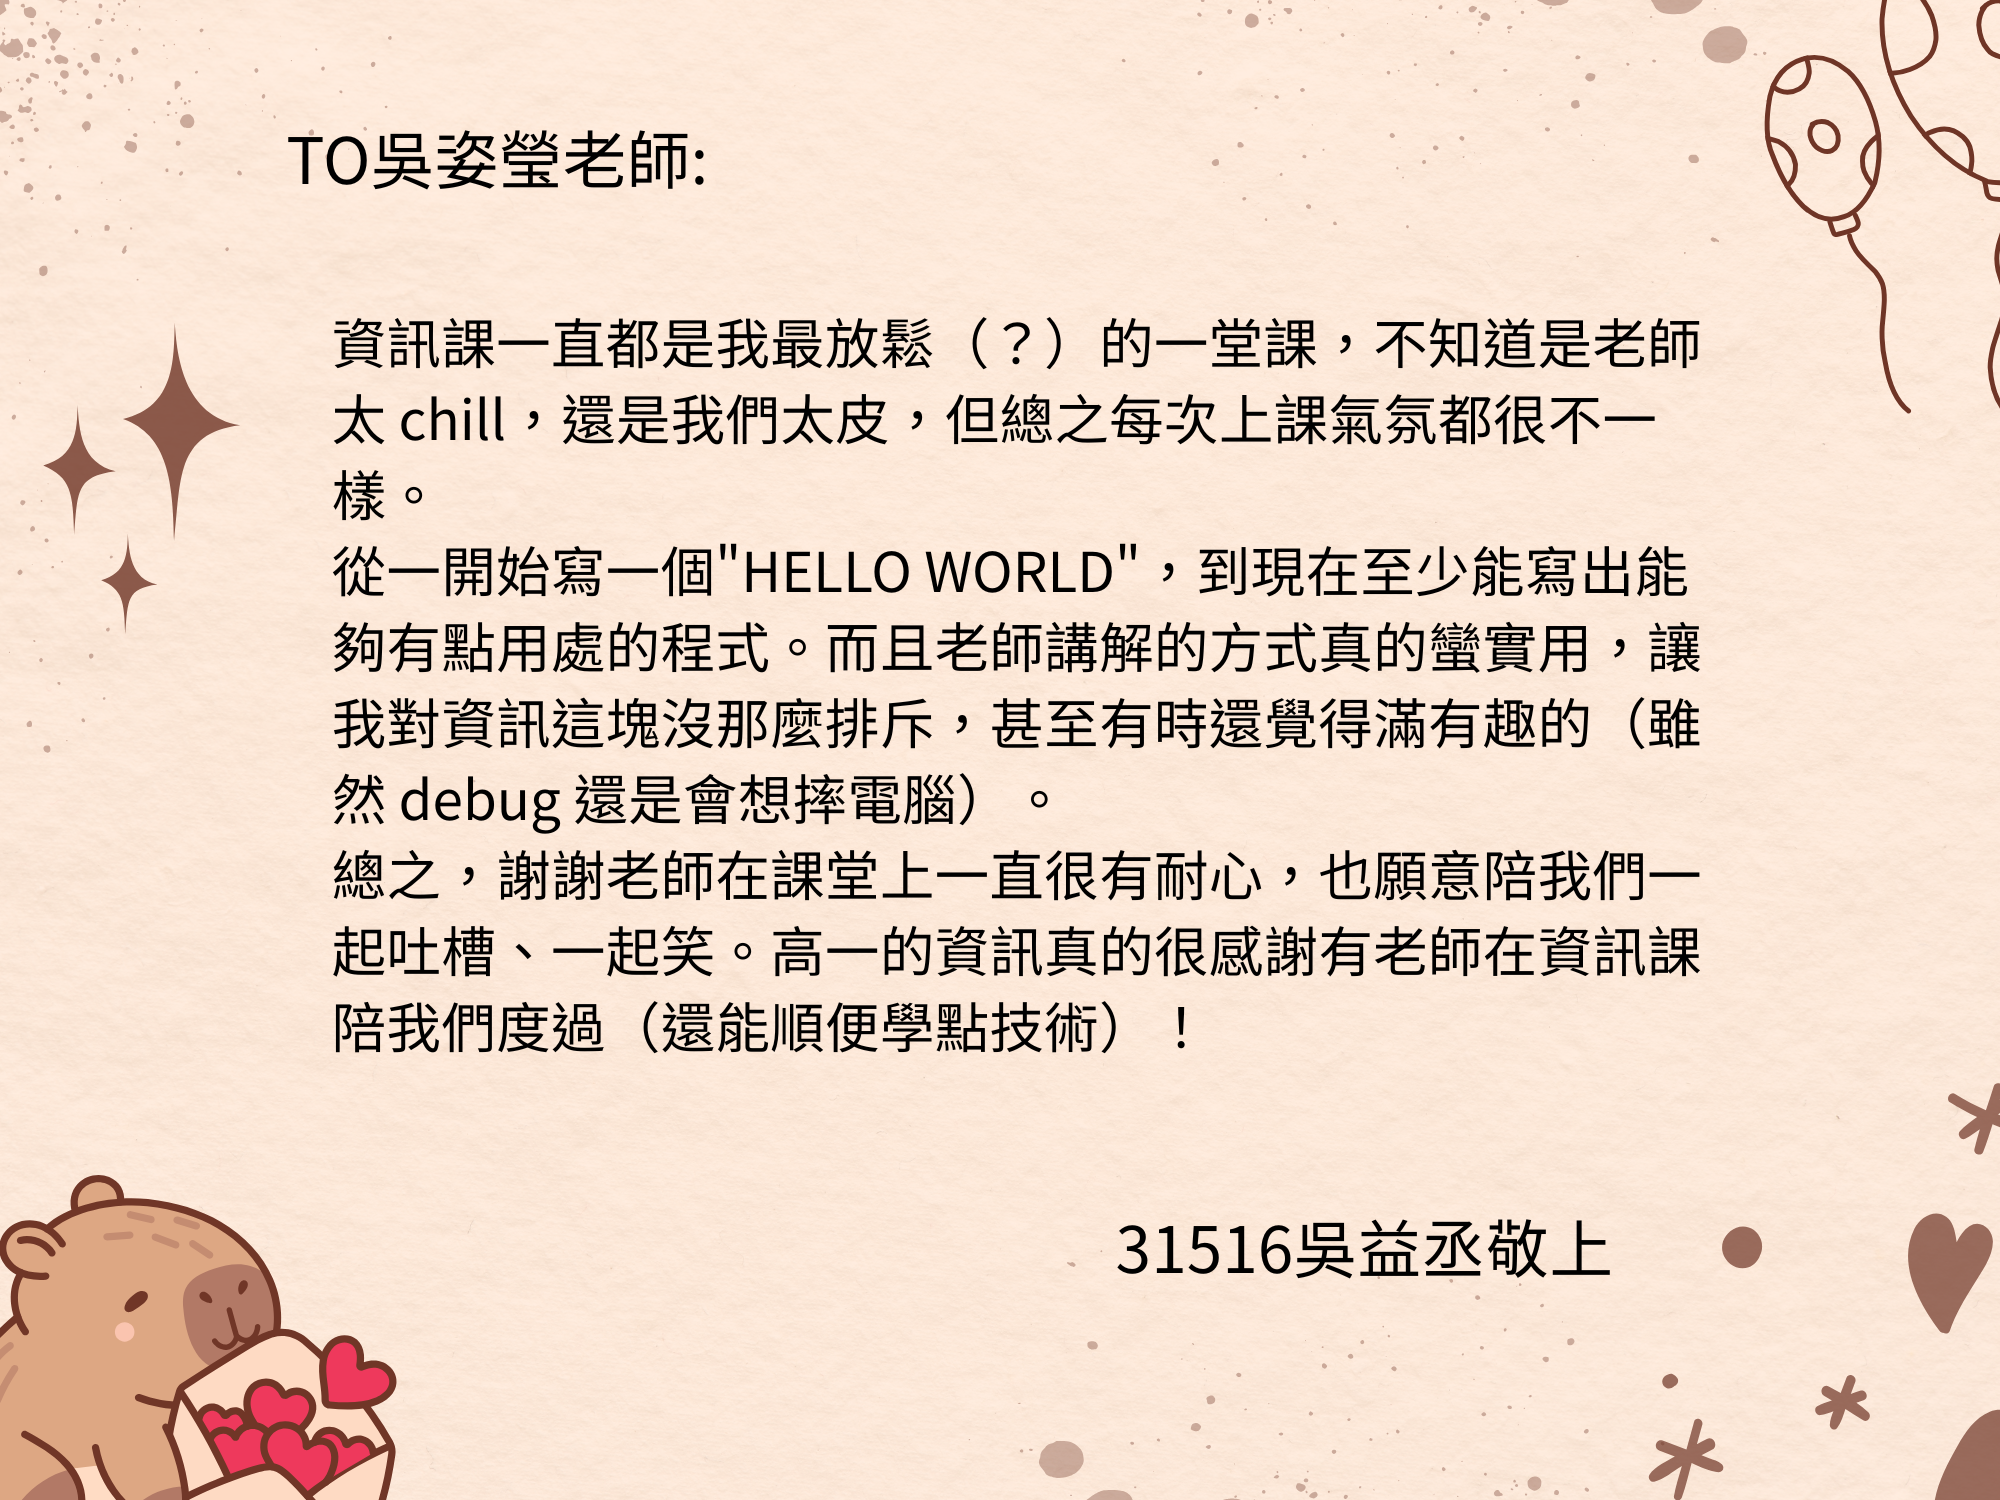 TO吳姿瑩老師:
資訊課一直都是我最放鬆（？）的一堂課，不知道是老師
太 chill，還是我們太皮，但總之每次上課氣氛都很不一
樣。
從一開始寫一個"HELLO WORLD"，到現在至少能寫出能
夠有點用處的程式。而且老師講解的方式真的蠻實用，讓
我對資訊這塊沒那麼排斥，甚至有時還覺得滿有趣的（雖
然 debug 還是會想摔電腦）。
總之，謝謝老師在課堂上一直很有耐心，也願意陪我們一
起吐槽、一起笑。高一的資訊真的很感謝有老師在資訊課
陪我們度過（還能順便學點技術）！
31516吳益丞敬上